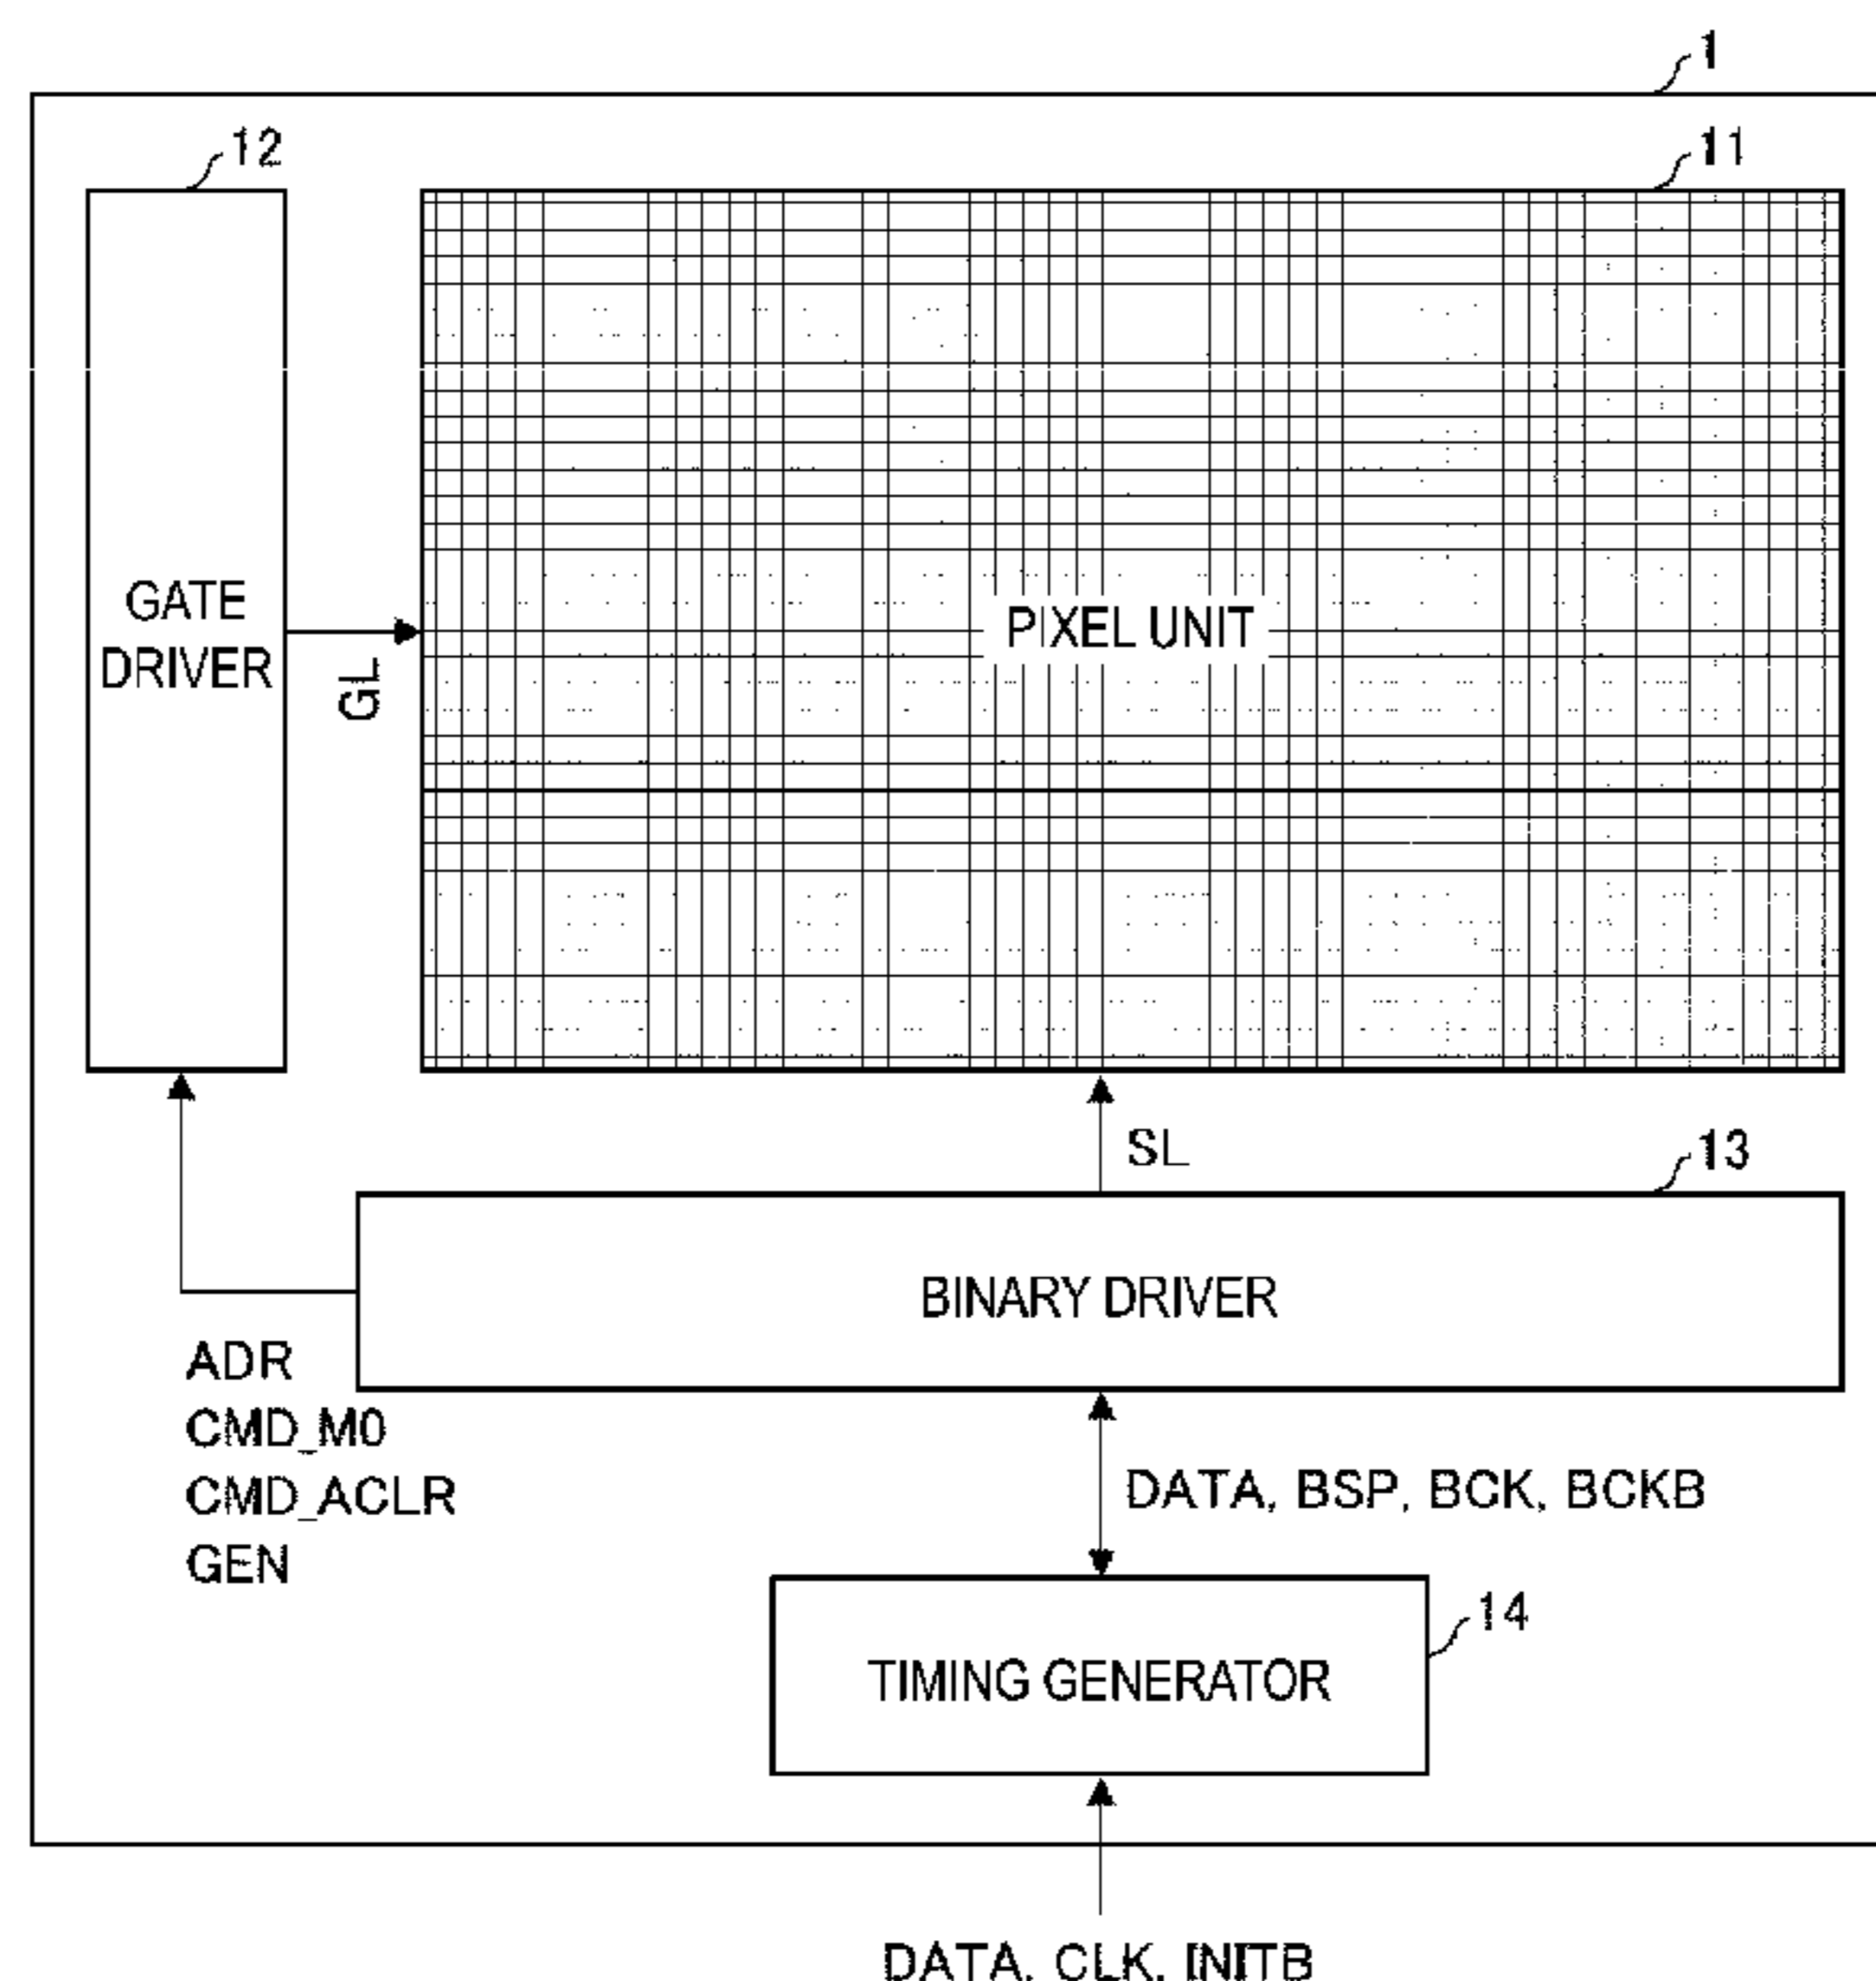 1
12
11
GATE
DRIVER
PIXEL UNIT
GL
SL
13
BINARY DRIVER
ADR
CMD_M0
CMD_ACLR
GEN
DATA, BSP, BCK, BCKB
14
TIMING GENERATOR
DATA, CLK, INITB